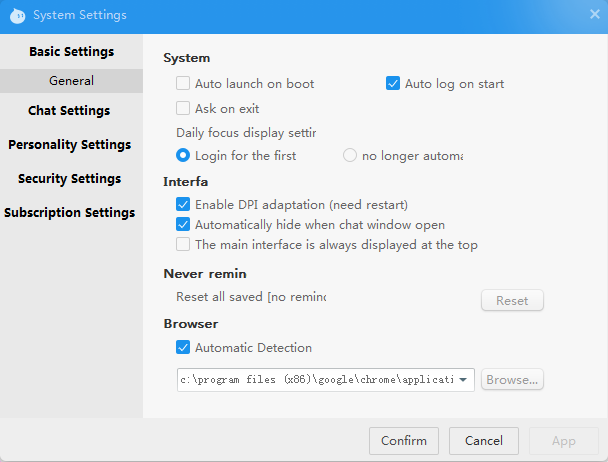 System Settings
Basic Settings
General
Chat Settings
Personality Settings
Security Settings
Subscription Settings
System
Auto launch on boot
Auto log on start
Ask on exit
Daily focus display settin
Login for the first
no longer automa
Interfa
Enable DPI adaptation (need restart)
Automatically hide when chat window open
The main interface is always displayed at the top
Never remin
Reset all saved [no remind
Reset
Browser
Automatic Detection
c:\program files (x86)\google\chrome\applicati
Browse...
Confirm
Cancel
App